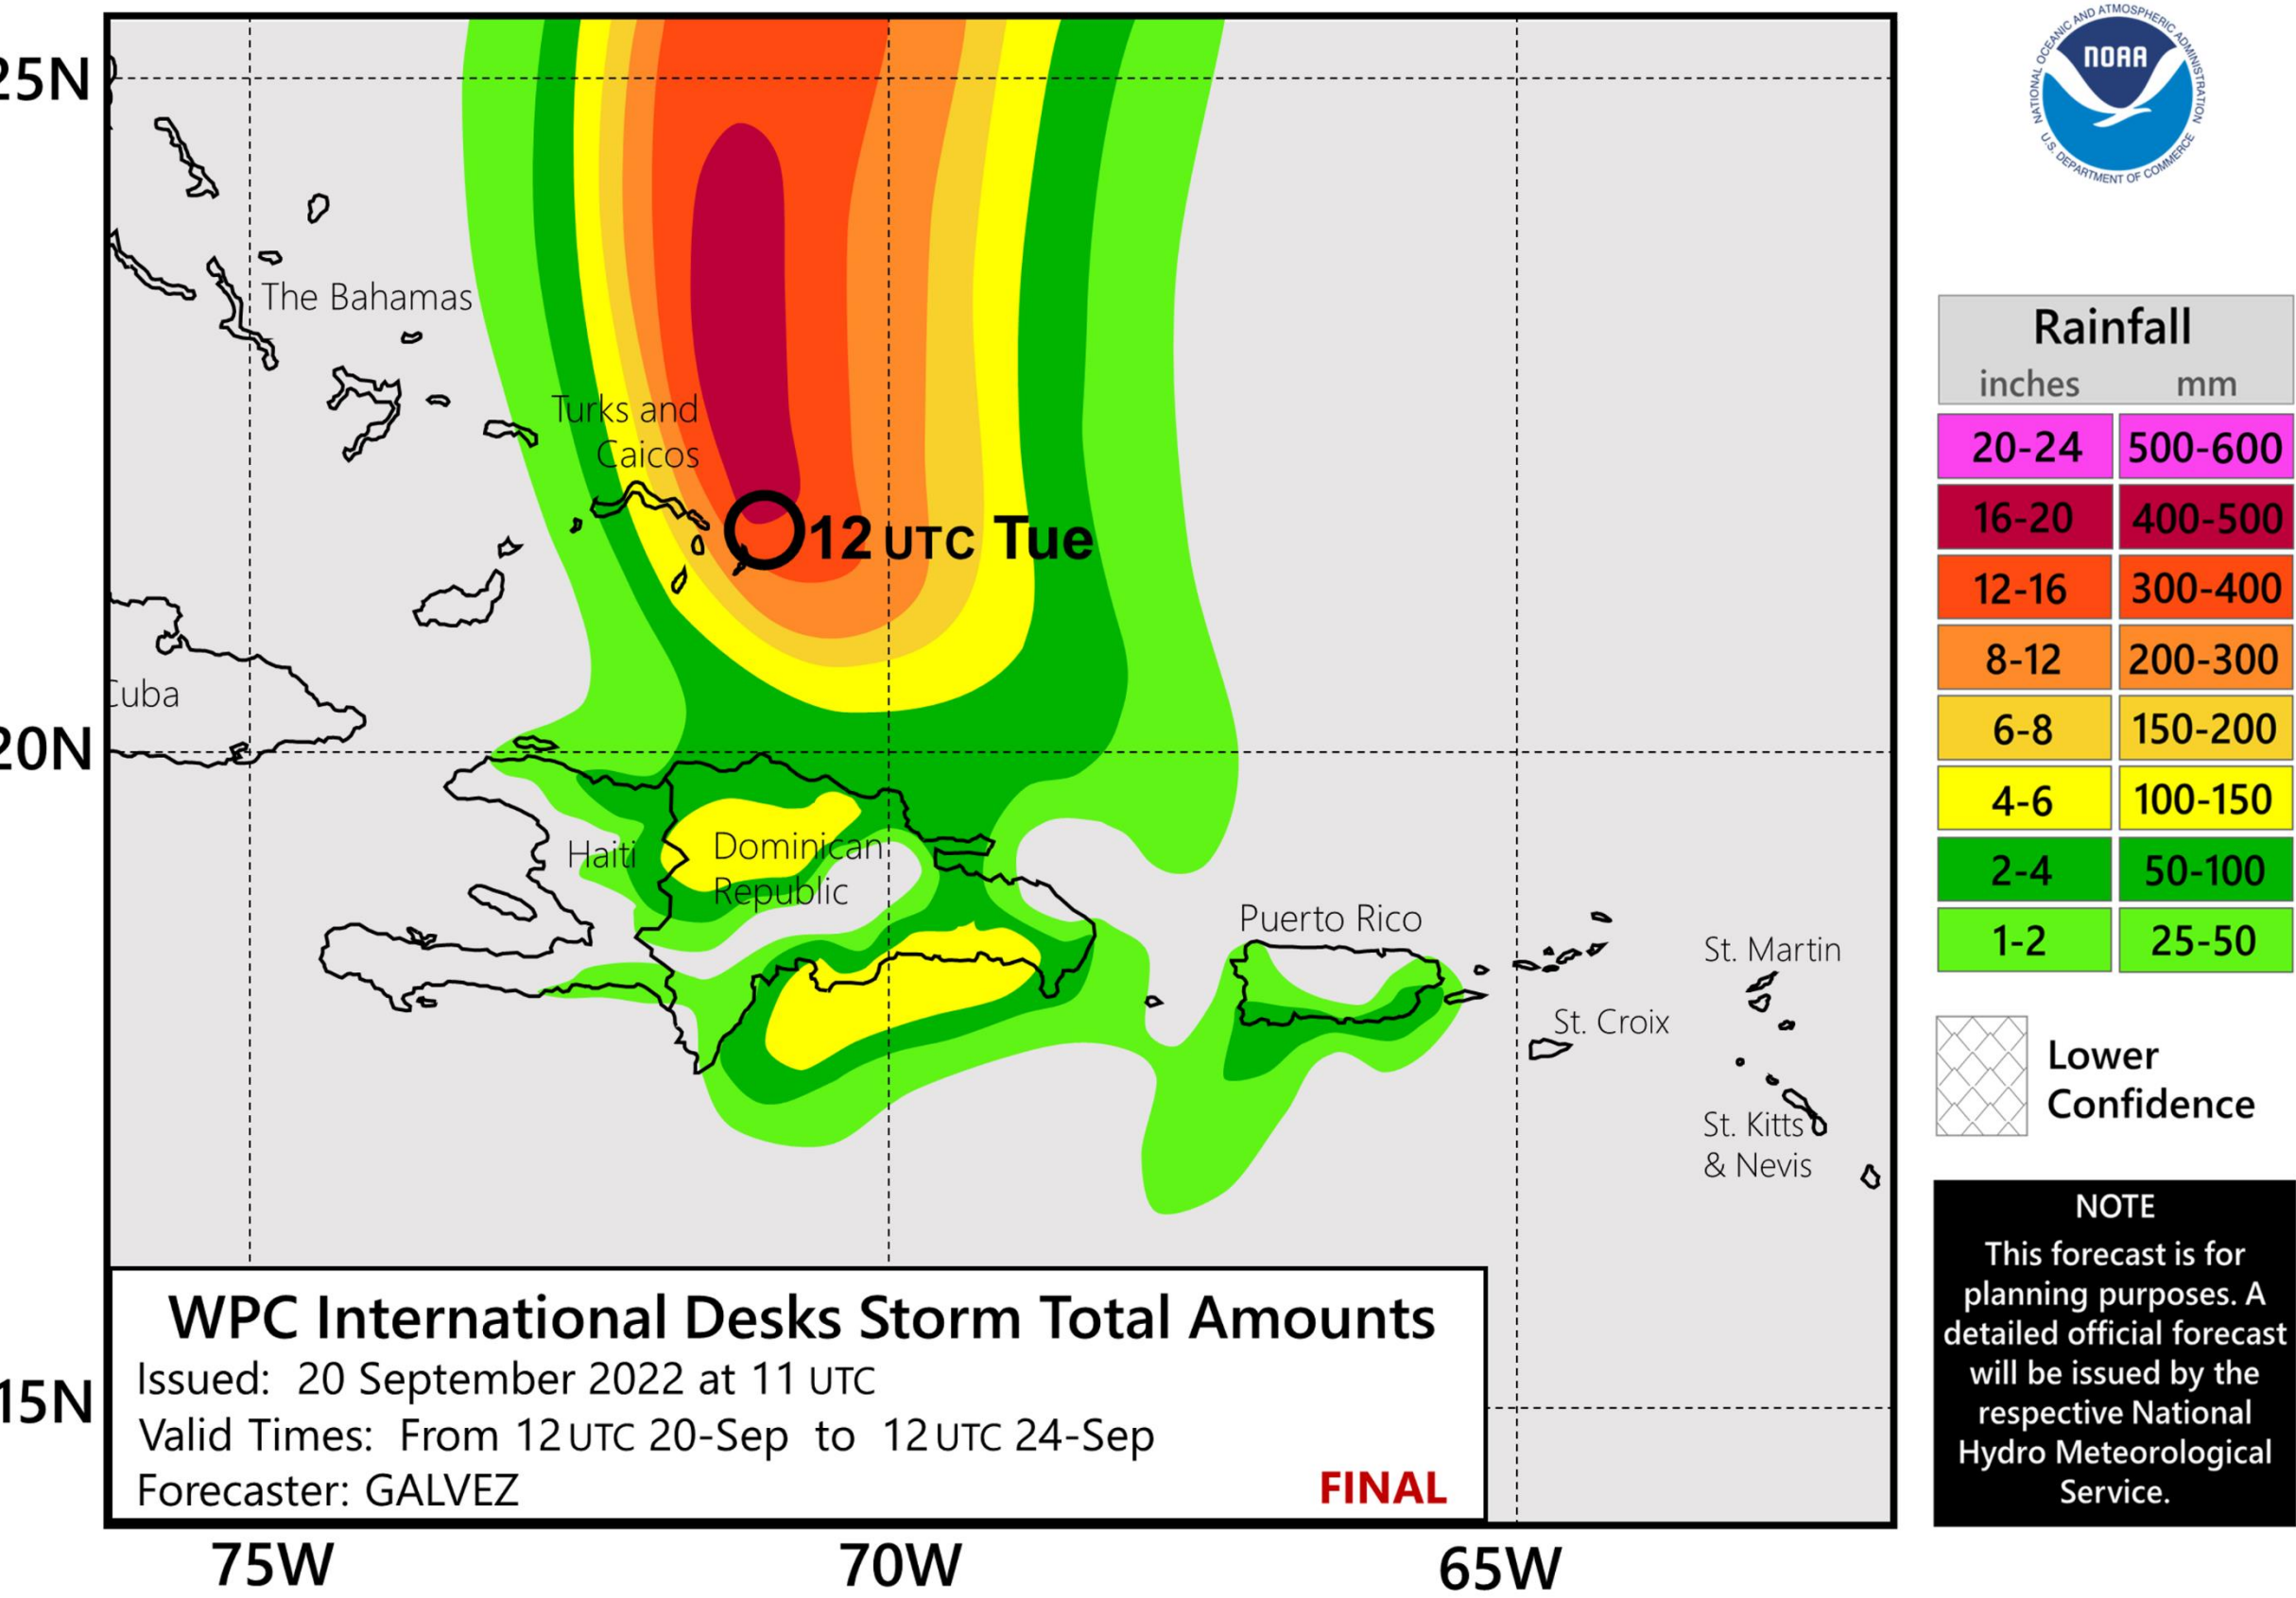 NATIONAL OCEANIC AND ATMOSPHERIC ADMINISTRATION
NOAA
U.S. DEPARTMENT OF COMMERCE
25N
The Bahamas
Turks and
Caicos
12 UTC Tue
Cuba
20N
Haiti
Dominican
Republic
Puerto Rico
St. Martin
St. Croix
St. Kitts
& Nevis
15N
75W
70W
65W
WPC International Desks Storm Total Amounts
Issued: 20 September 2022 at 11 UTC
Valid Times: From 12 UTC 20-Sep to 12 UTC 24-Sep
Forecaster: GALVEZ
FINAL
Rainfall
inches mm
20-24 500-600
16-20 400-500
12-16 300-400
8-12 200-300
6-8 150-200
4-6 100-150
2-4 50-100
1-2 25-50
Lower
Confidence
NOTE
This forecast is for
planning purposes. A
detailed official forecast
will be issued by the
respective National
Hydro Meteorological
Service.